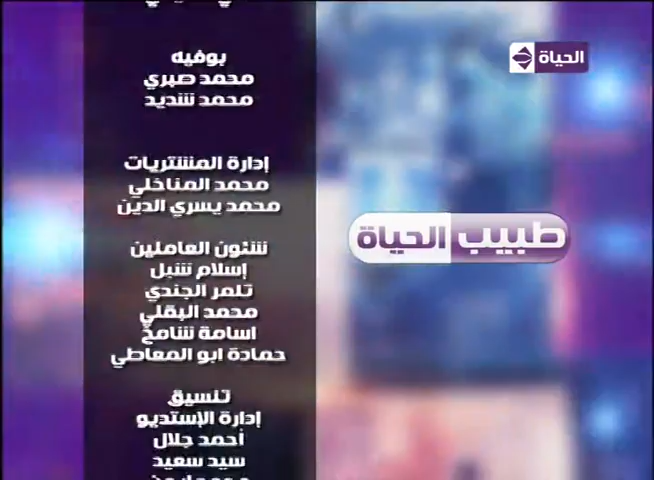 بوفيه
محمد صبري
محمد شديد
إدارة المشتريات
محمد المناخلي
محمد يسري الدين
شئون العاملين
إسلام شبل
تلمر الجندي
محمد البقلي
اسامة شامخ
حمادة ابو المعاطي
تنسيق
إدارة الإستديو
أحمد جلال
سيد سعيد
الحياة
طبيب الحياة